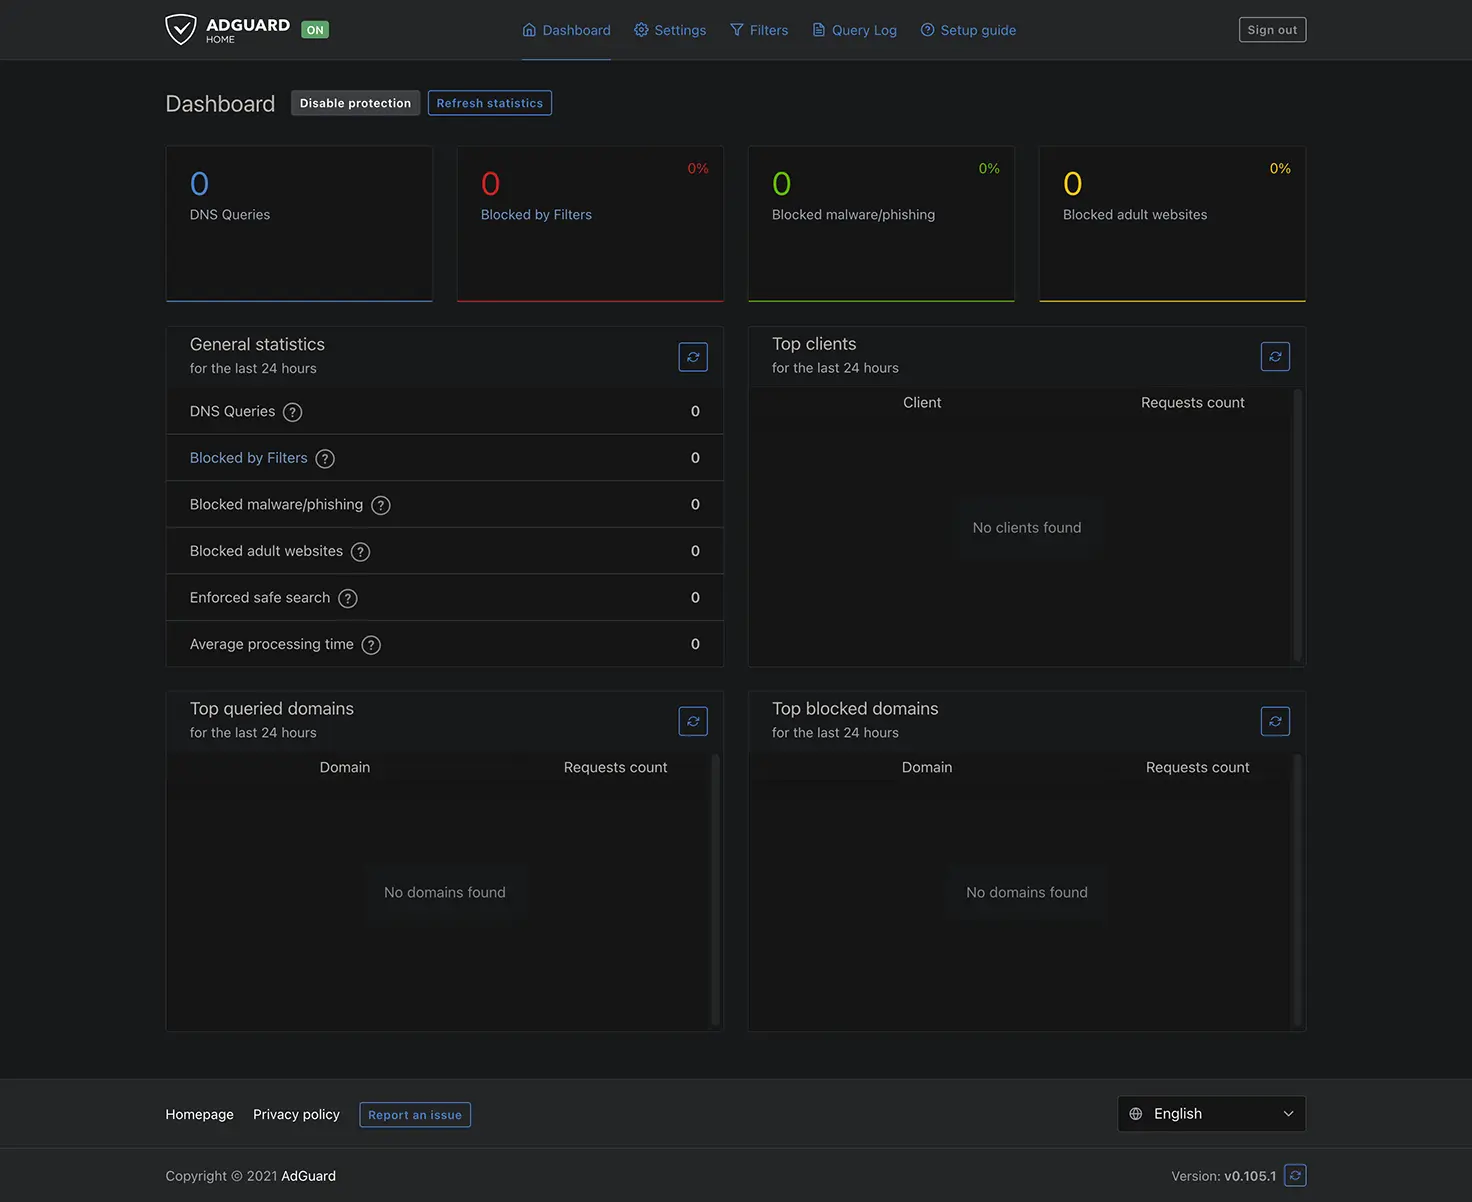 ADGUARD
HOME
ON
Dashboard
Settings
Filters
Query Log
Setup guide
Sign out
Dashboard
Disable protection
Refresh statistics
0
DNS Queries
0%
0
Blocked by Filters
0%
0
Blocked malware/phishing
0%
0
Blocked adult websites
General statistics
for the last 24 hours
DNS Queries ? 0
Blocked by Filters ? 0
Blocked malware/phishing ? 0
Blocked adult websites ? 0
Enforced safe search ? 0
Average processing time ? 0
Top clients
for the last 24 hours
Client Requests count
No clients found
Top queried domains
for the last 24 hours
Domain Requests count
No domains found
Top blocked domains
for the last 24 hours
Domain Requests count
No domains found
Homepage
Privacy policy
Report an issue
English
Copyright © 2021 AdGuard
Version: v0.105.1